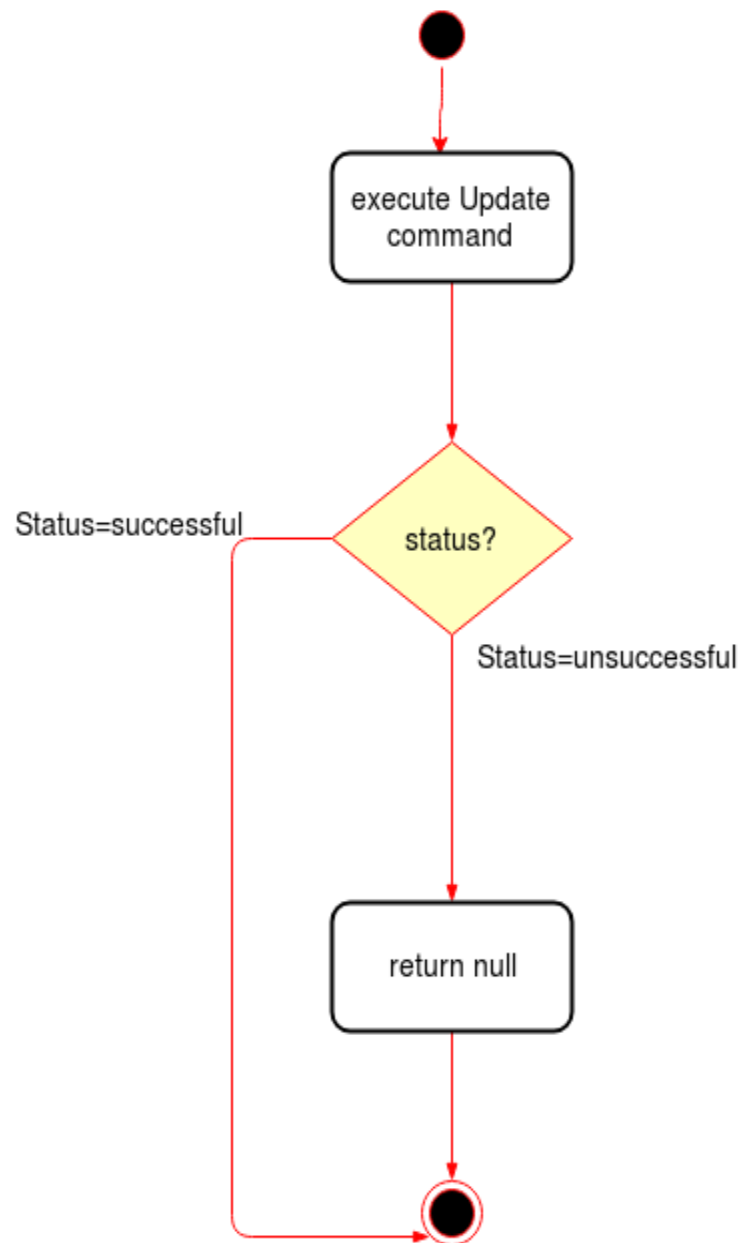 execute Update
command
Status=successful
status?
Status=unsuccessful
return null